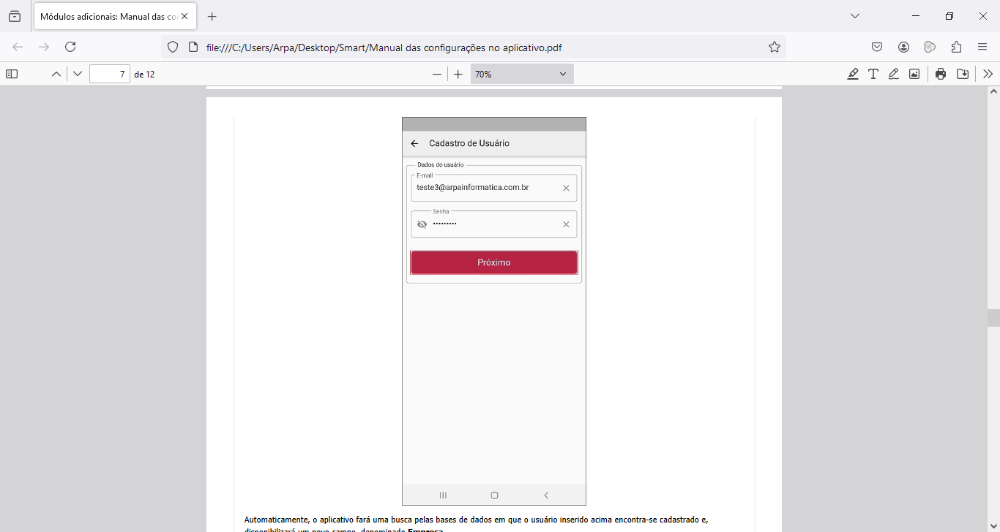 Módulos adicionais: Manual das co
file:///C:/Users/Arpa/Desktop/Smart/Manual das configurações no aplicativo.pdf
7 de 12
70%
Cadastro de Usuário
Dados do usuário
E-mail
teste3@arpainformatica.com.br
Senha
•••••••••
Próximo
Automaticamente, o aplicativo fará uma busca pelas bases de dados em que o usuário inserido acima encontra-se cadastrado e,
disponibilizará um novo campo, denominado Empresa